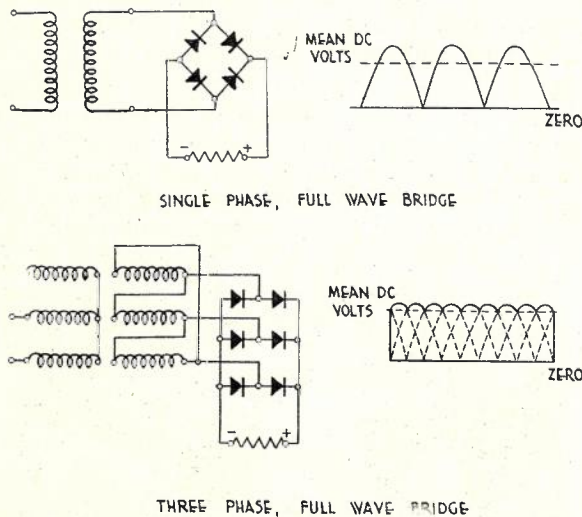 MEAN DC
VOLTS
ZERO
- +
SINGLE PHASE, FULL WAVE BRIDGE
MEAN DC
VOLTS
ZERO
- +
THREE PHASE, FULL WAVE BRIDGE